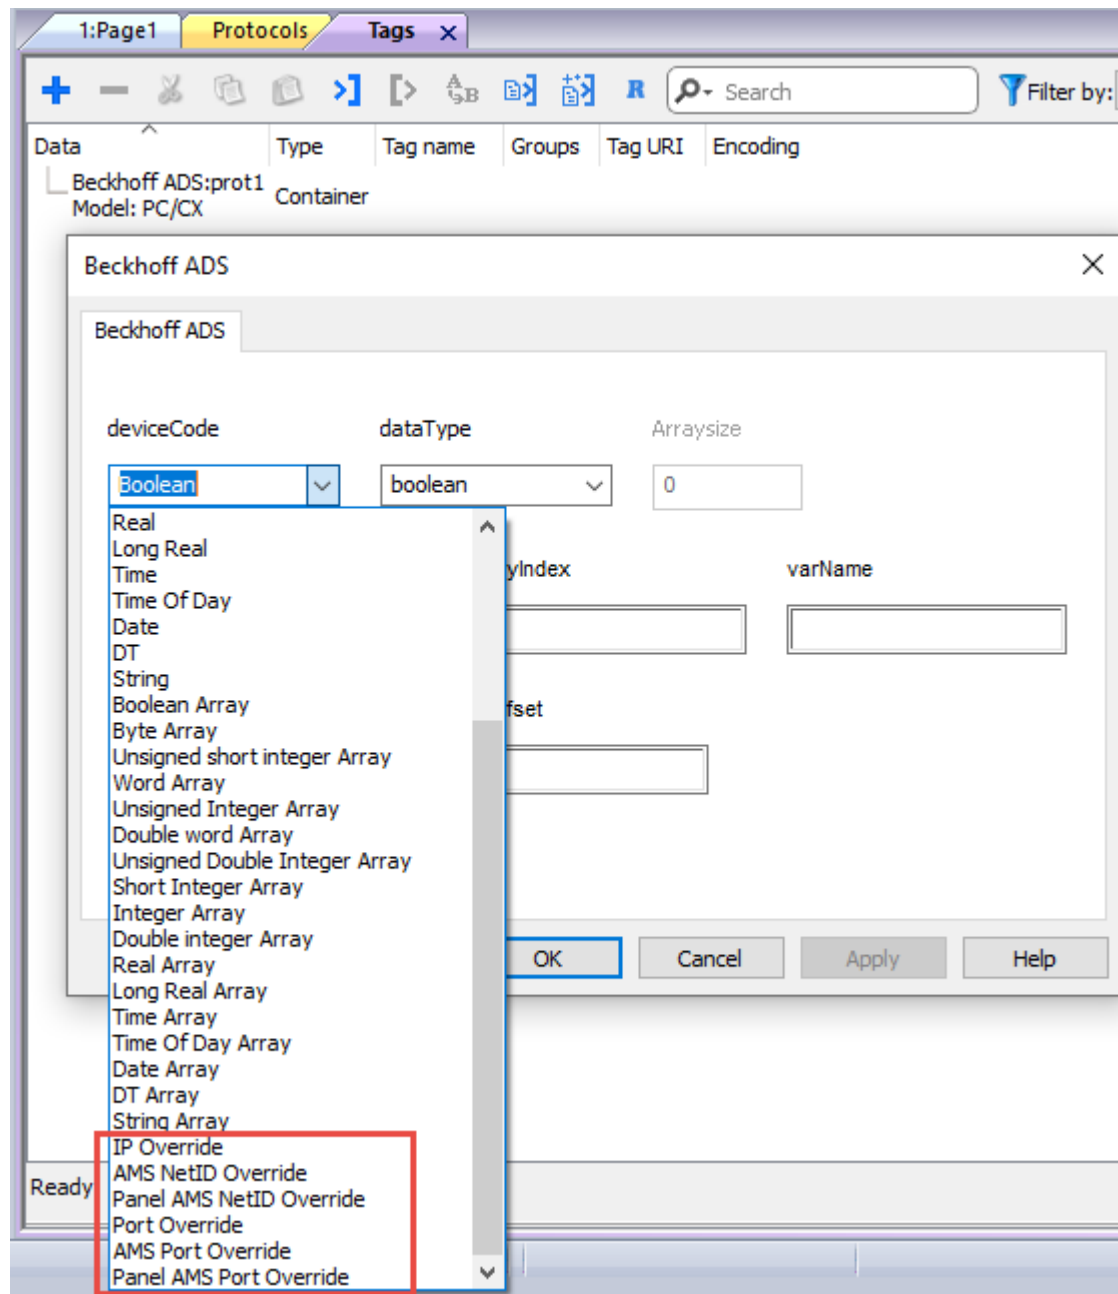 1:Page1 Protocols Tags
R Search Filter by:
Data Type Tag name Groups Tag URI Encoding
Beckhoff ADS:prot1 Container
Model: PC/CX
Beckhoff ADS
Beckhoff ADS
deviceCode dataType Arraysize
Boolean boolean 0
Real
Long Real
Time yIndex varName
Time Of Day
Date
DT
String
Boolean Array fset
Byte Array
Unsigned short integer Array
Word Array
Unsigned Integer Array
Double word Array
Unsigned Double Integer Array
Short Integer Array
Integer Array
Double integer Array OK Cancel Apply Help
Real Array
Long Real Array
Time Array
Time Of Day Array
Date Array
DT Array
String Array
IP Override
AMS NetID Override
Ready Panel AMS NetID Override
Port Override
AMS Port Override
Panel AMS Port Override